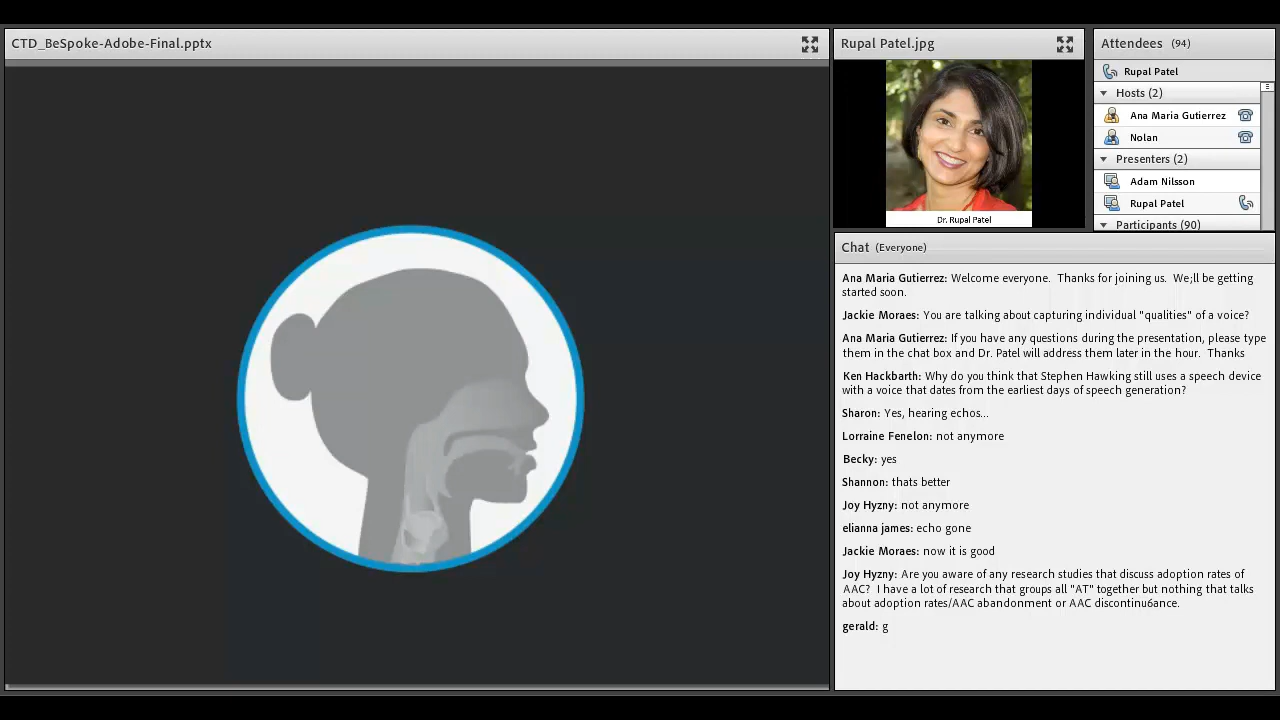 CTD_BeSpoke-Adobe-Final.pptx
Rupal Patel.jpg
Dr. Rupal Patel
Attendees (94)
Rupal Patel
Hosts (2)
Ana Maria Gutierrez
Nolan
Presenters (2)
Adam Nilsson
Rupal Patel
Participants (90)
Chat (Everyone)
Ana Maria Gutierrez: Welcome everyone. Thanks for joining us. We;ll be getting
started soon.
Jackie Moraes: You are talking about capturing individual "qualities" of a voice?
Ana Maria Gutierrez: If you have any questions during the presentation, please type
them in the chat box and Dr. Patel will address them later in the hour. Thanks
Ken Hackbarth: Why do you think that Stephen Hawking still uses a speech device
with a voice that dates from the earliest days of speech generation?
Sharon: Yes, hearing echos...
Lorraine Fenelon: not anymore
Becky: yes
Shannon: thats better
Joy Hyzny: not anymore
elianna james: echo gone
Jackie Moraes: now it is good
Joy Hyzny: Are you aware of any research studies that discuss adoption rates of
AAC? I have a lot of research that groups all "AT" together but nothing that talks
about adoption rates/AAC abandonment or AAC discontinu6ance.
gerald: g